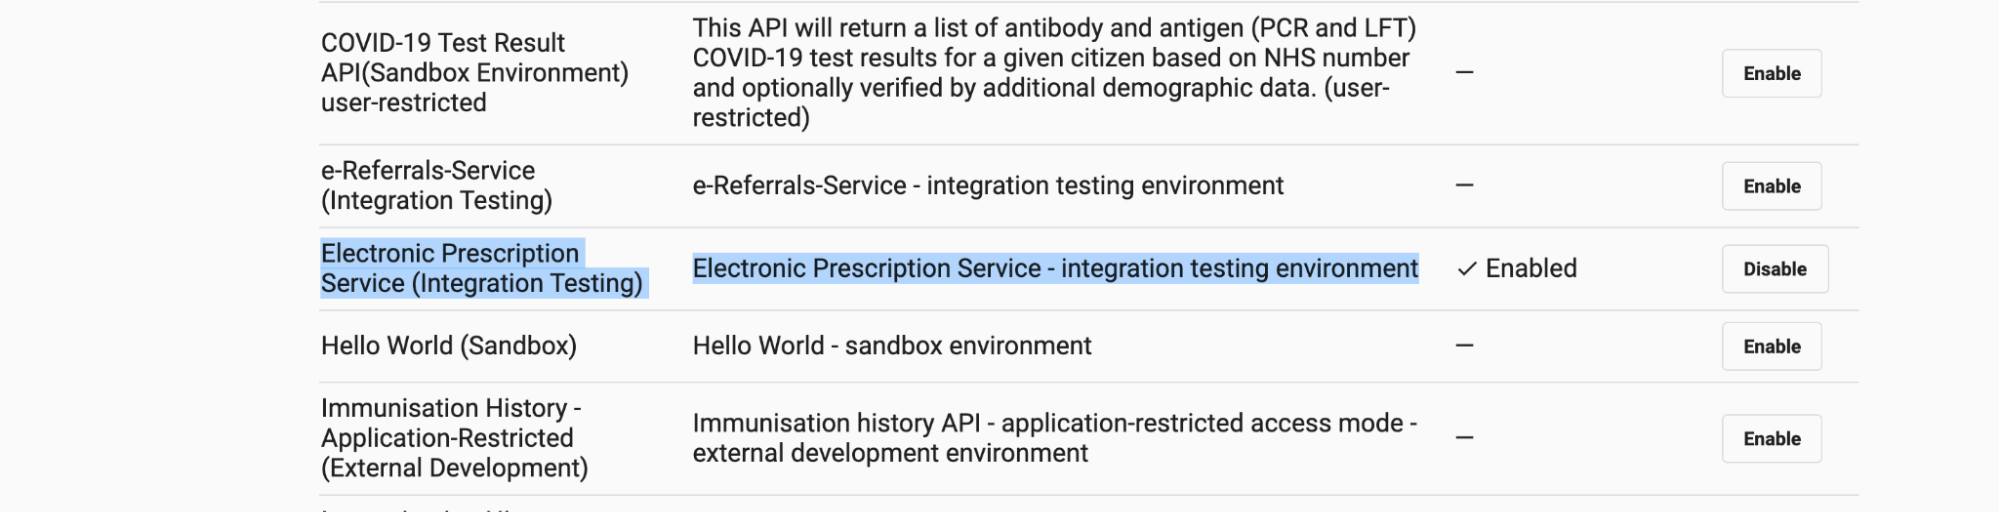 COVID-19 Test Result
API(Sandbox Environment)
user-restricted
This API will return a list of antibody and antigen (PCR and LFT)
COVID-19 test results for a given citizen based on NHS number
and optionally verified by additional demographic data. (user-
restricted)
—
Enable
e-Referrals-Service
(Integration Testing)
e-Referrals-Service - integration testing environment
—
Enable
Electronic Prescription
Service (Integration Testing)
Electronic Prescription Service - integration testing environment
✓ Enabled
Disable
Hello World (Sandbox)
Hello World - sandbox environment
—
Enable
Immunisation History -
Application-Restricted
(External Development)
Immunisation history API - application-restricted access mode -
external development environment
—
Enable